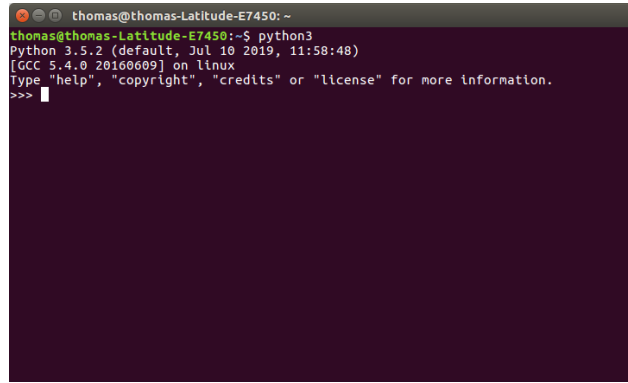 thomas@thomas-Latitude-E7450: ~
thomas@thomas-Latitude-E7450:~$ python3
Python 3.5.2 (default, Jul 10 2019, 11:58:48)
[GCC 5.4.0 20160609] on linux
Type "help", "copyright", "credits" or "license" for more information.
>>>